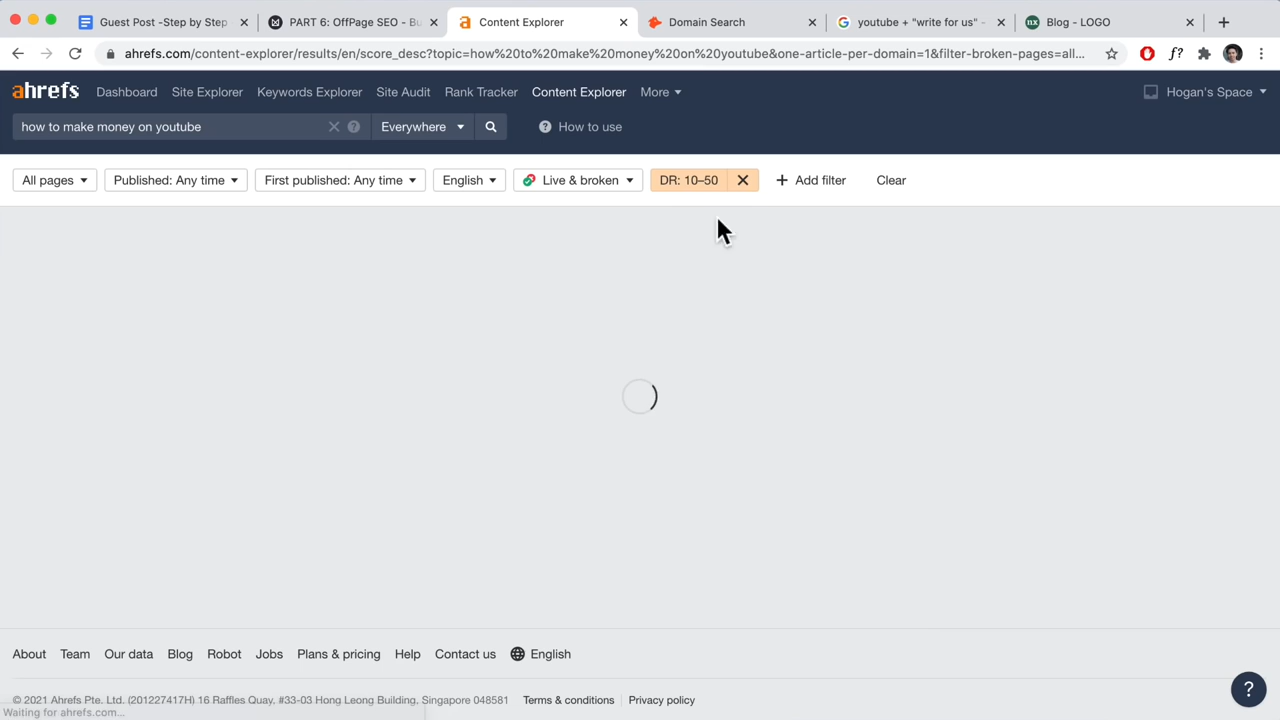 Guest Post -Step by Step
PART 6: OffPage SEO - Bu
Content Explorer
Domain Search
youtube + "write for us" -
Blog - LOGO
ahrefs.com/content-explorer/results/en/score_desc?topic=how%20to%20make%20money%20on%20youtube&one-article-per-domain=1&filter-broken-pages=all...
ahrefs Dashboard Site Explorer Keywords Explorer Site Audit Rank Tracker Content Explorer More Hogan's Space
how to make money on youtube Everywhere How to use
All pages Published: Any time First published: Any time English Live & broken DR: 10–50 Add filter Clear
About Team Our data Blog Robot Jobs Plans & pricing Help Contact us English
© 2021 Ahrefs Pte. Ltd. (201227417H) 16 Raffles Quay, #33-03 Hong Leong Building, Singapore 048581 Terms & conditions Privacy policy
Waiting for ahrefs.com...